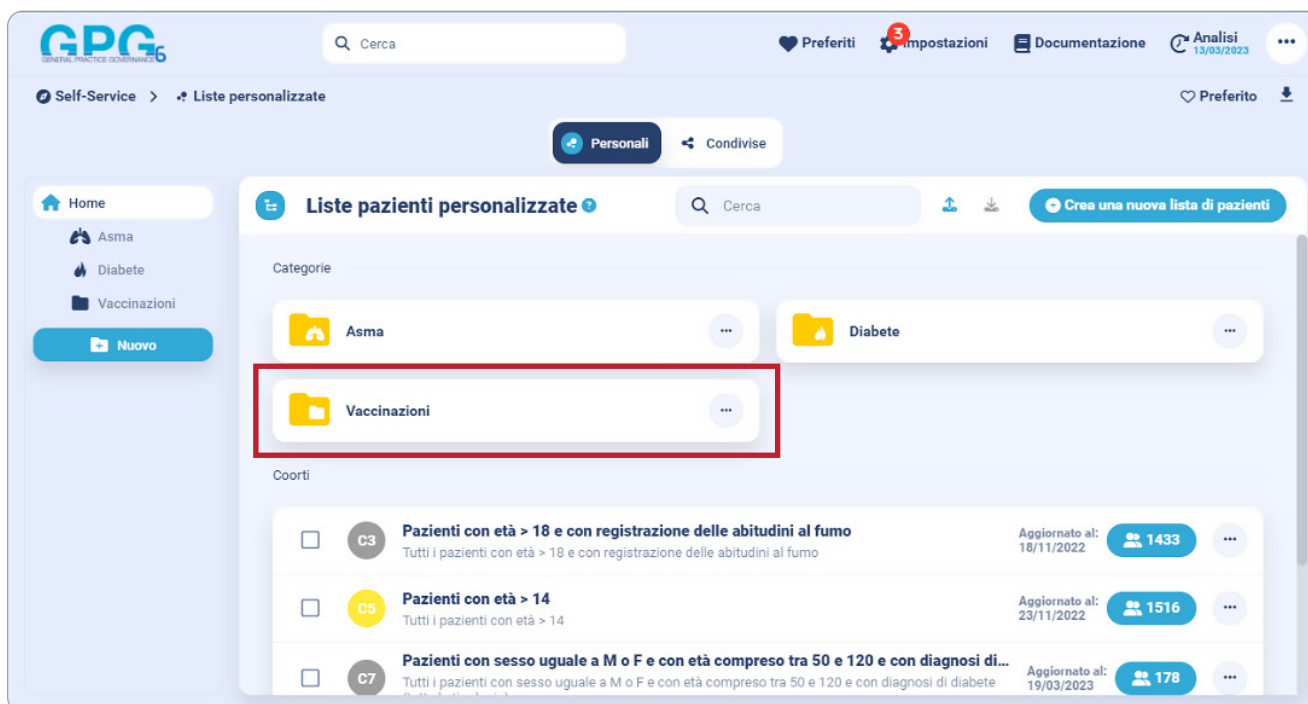 GPG6
GENERAL PRACTICE GOVERNANCE
Cerca
Preferiti
3
Impostazioni
Documentazione
Analisi
13/03/2023
Self-Service > Liste personalizzate
Preferito
Personali
Condivise
Home
Asma
Diabete
Vaccinazioni
Nuovo
Liste pazienti personalizzate ?
Cerca
Crea una nuova lista di pazienti
Categorie
Asma
Diabete
Vaccinazioni
Coorti
C3
Pazienti con età > 18 e con registrazione delle abitudini al fumo
Tutti i pazienti con età > 18 e con registrazione delle abitudini al fumo
Aggiornato al:
18/11/2022
1433
C5
Pazienti con età > 14
Tutti i pazienti con età > 14
Aggiornato al:
23/11/2022
1516
C7
Pazienti con sesso uguale a M o F e con età compreso tra 50 e 120 e con diagnosi di...
Tutti i pazienti con sesso uguale a M o F e con età compreso tra 50 e 120 e con diagnosi di diabete
Aggiornato al:
19/03/2023
178